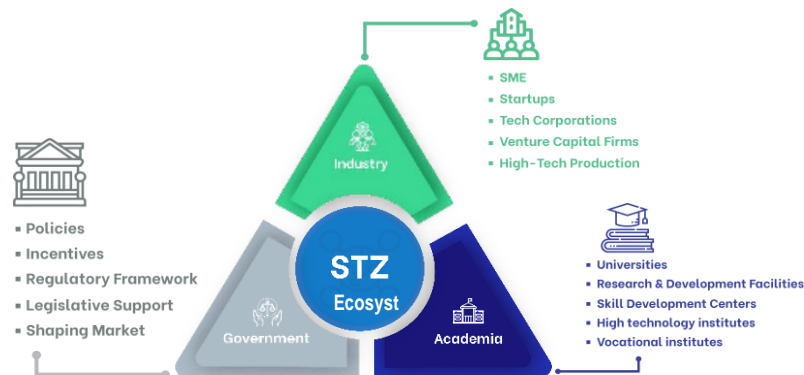 SME
Startups
Tech Corporations
Venture Capital Firms
High-Tech Production
Industry
Policies
Incentives
Regulatory Framework
Legislative Support
Shaping Market
STZ
Ecosyst
Universities
Research & Development Facilities
Skill Development Centers
High technology institutes
Vocational institutes
Government
Academia